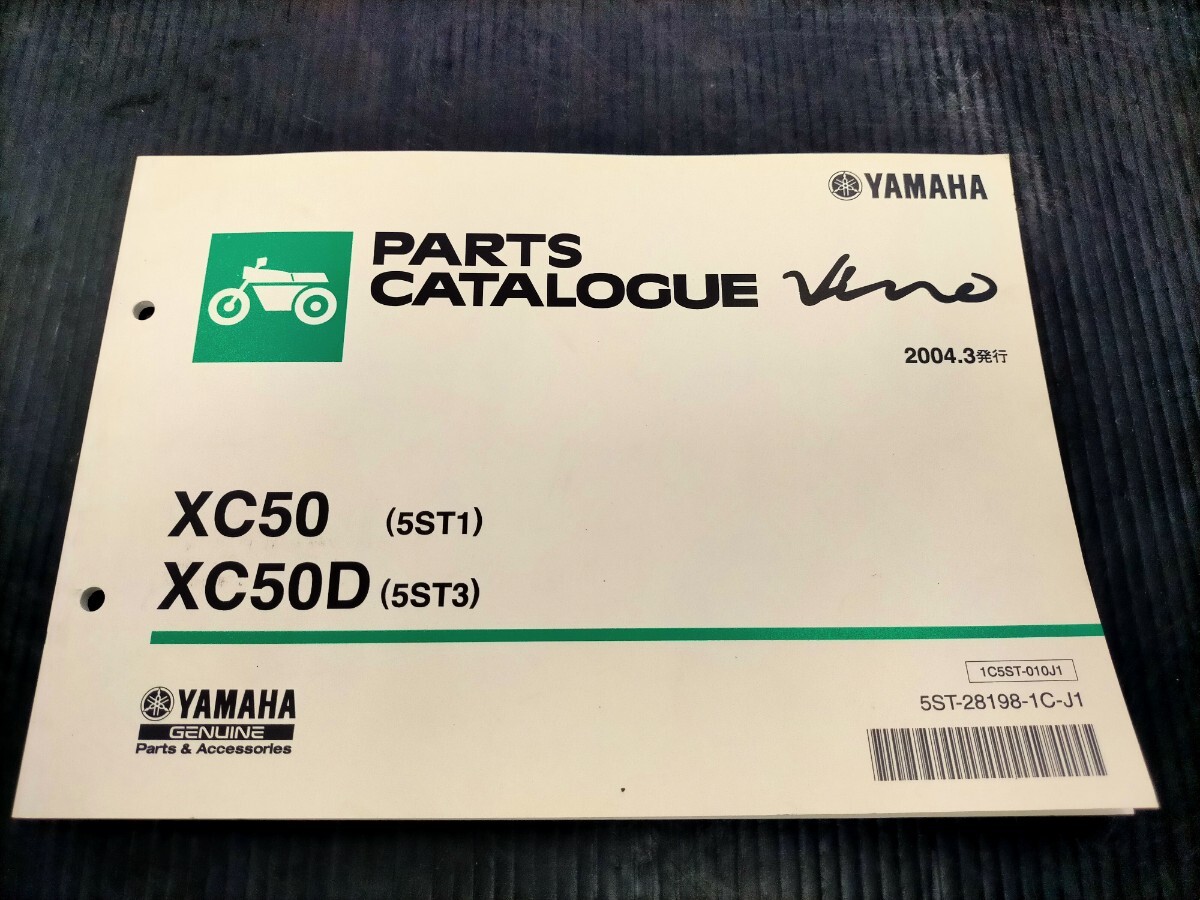 YAMAHA
PARTS
CATALOGUE Vino
2004.3発行
XC50 (5ST1)
XC50D (5ST3)
1C5ST-010J1
5ST-28198-1C-J1
YAMAHA
GENUINE
Parts & Accessories